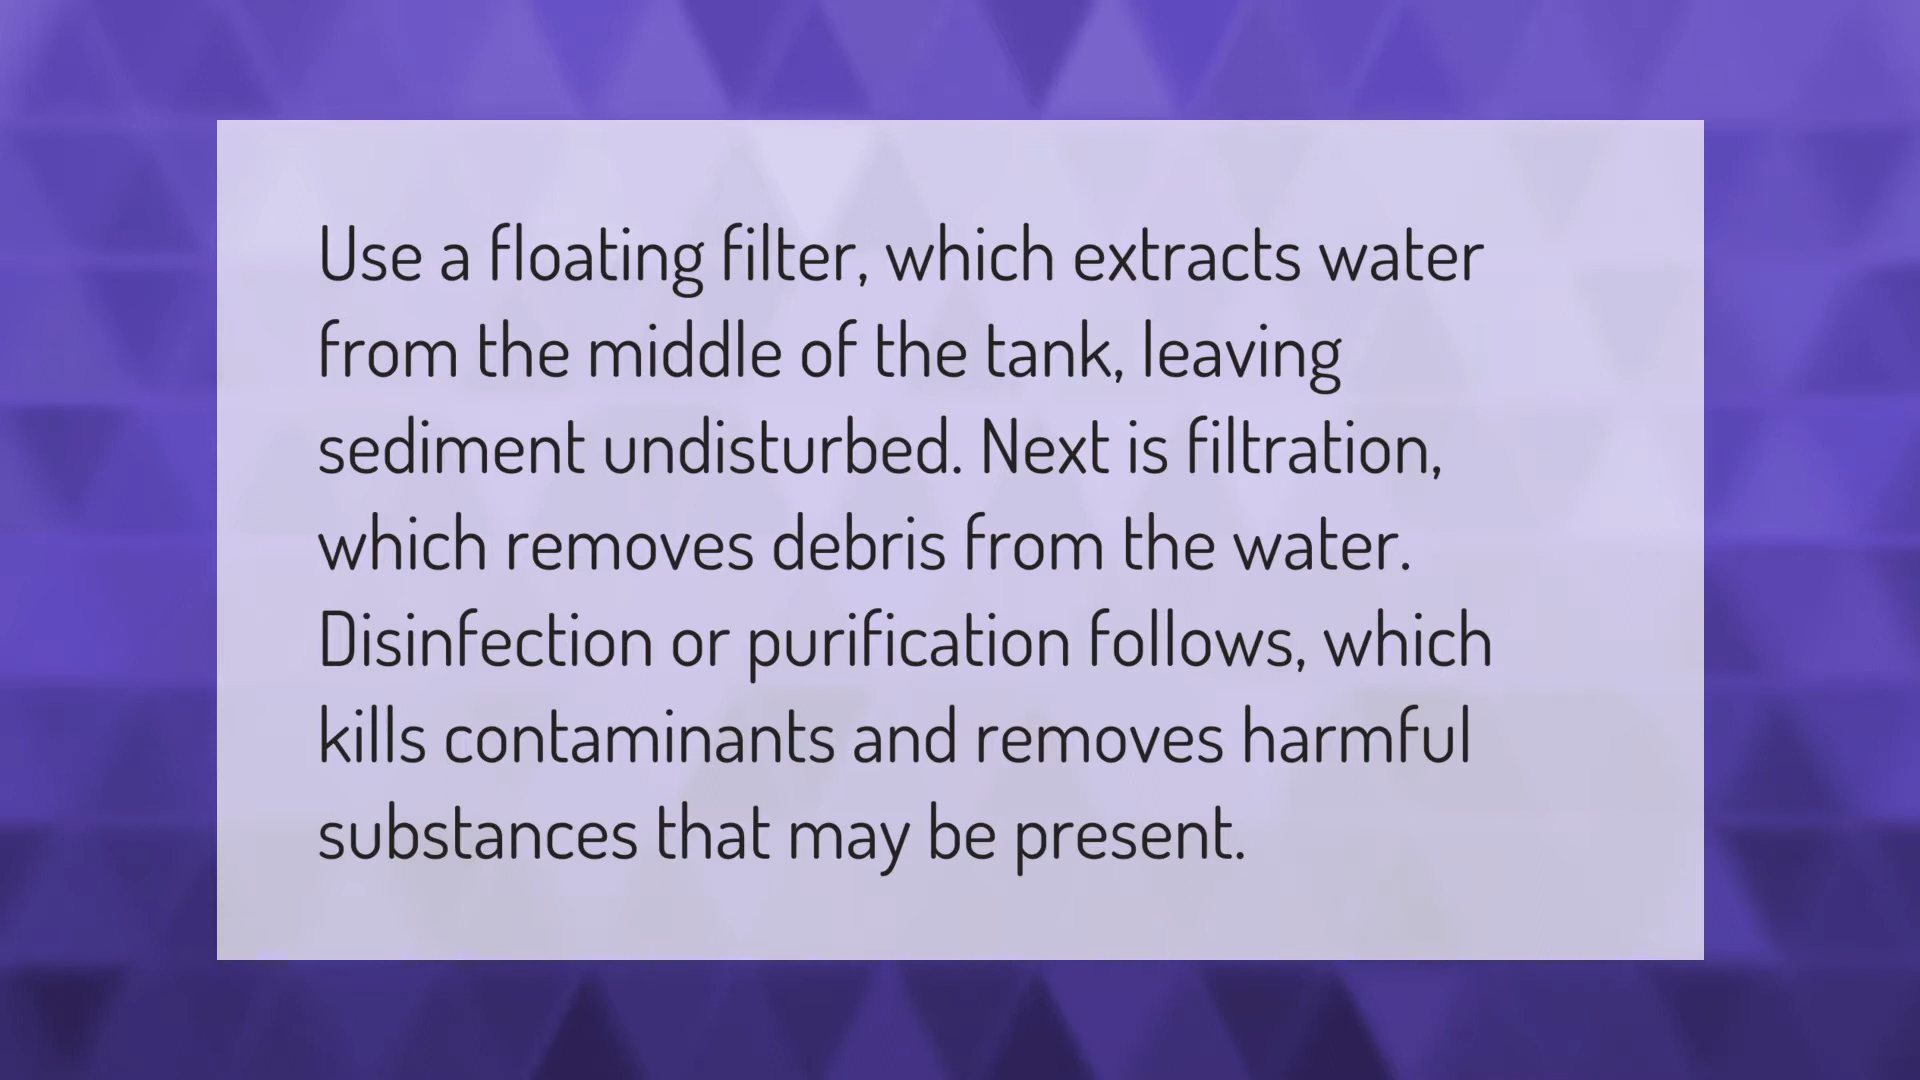 Use a floating filter, which extracts water
from the middle of the tank, leaving
sediment undisturbed. Next is filtration,
which removes debris from the water.
Disinfection or purification follows, which
kills contaminants and removes harmful
substances that may be present.